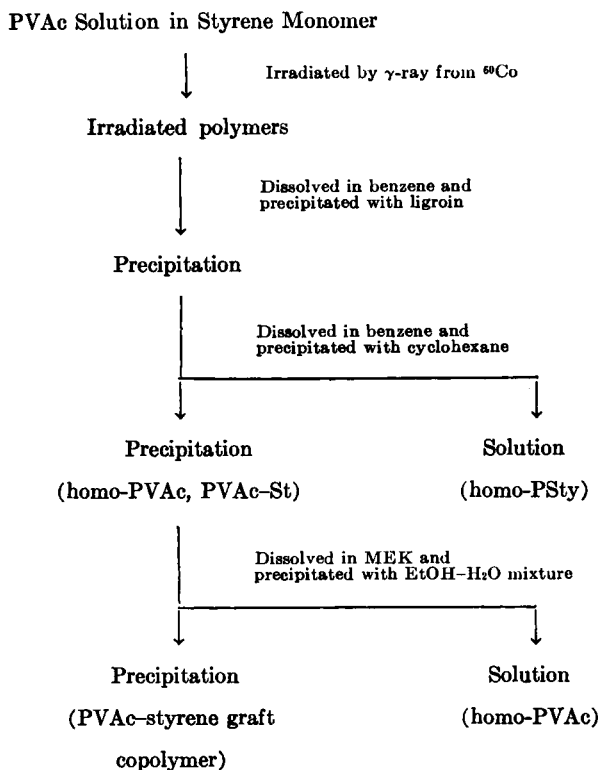 PVAc Solution in Styrene Monomer
Irradiated by γ-ray from ⁶⁰Co
Irradiated polymers
Dissolved in benzene and
precipitated with ligroin
Precipitation
Dissolved in benzene and
precipitated with cyclohexane
Precipitation
(homo-PVAc, PVAc–St)
Solution
(homo-PSty)
Dissolved in MEK and
precipitated with EtOH–H₂O mixture
Precipitation
(PVAc–styrene graft
copolymer)
Solution
(homo-PVAc)